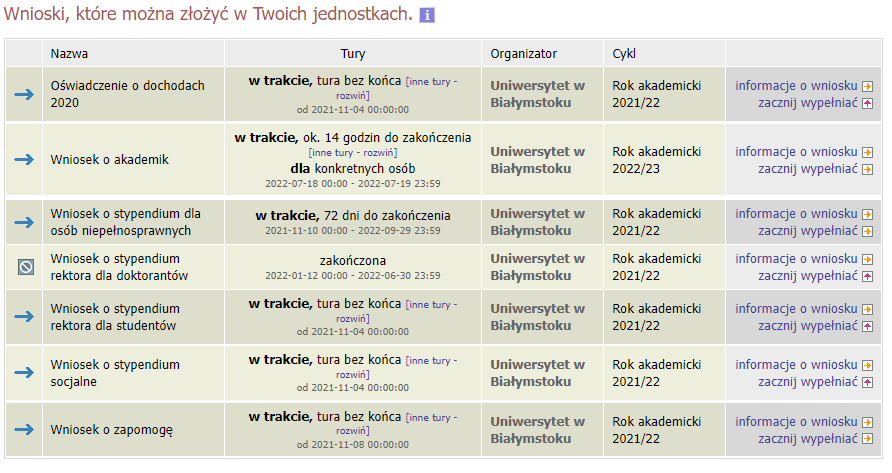 Wnioski, które można złożyć w Twoich jednostkach. i
Nazwa Tury Organizator Cykl
Oświadczenie o dochodach
2020
w trakcie, tura bez końca [inne tury -
rozwiń]
od 2021-11-04 00:00:00
Uniwersytet w
Białymstoku
Rok akademicki
2021/22
informacje o wniosku
zacznij wypełniać
Wniosek o akademik
w trakcie, ok. 14 godzin do zakończenia
[inne tury - rozwiń]
dla konkretnych osób
2022-07-18 00:00 - 2022-07-19 23:59
Uniwersytet w
Białymstoku
Rok akademicki
2022/23
informacje o wniosku
zacznij wypełniać
Wniosek o stypendium dla
osób niepełnosprawnych
w trakcie, 72 dni do zakończenia
2021-11-10 00:00 - 2022-09-29 23:59
Uniwersytet w
Białymstoku
Rok akademicki
2021/22
informacje o wniosku
zacznij wypełniać
Wniosek o stypendium
rektora dla doktorantów
zakończona
2022-01-12 00:00 - 2022-06-30 23:59
Uniwersytet w
Białymstoku
Rok akademicki
2021/22
informacje o wniosku
zacznij wypełniać
Wniosek o stypendium
rektora dla studentów
w trakcie, tura bez końca [inne tury -
rozwiń]
od 2021-11-04 00:00:00
Uniwersytet w
Białymstoku
Rok akademicki
2021/22
informacje o wniosku
zacznij wypełniać
Wniosek o stypendium
socjalne
w trakcie, tura bez końca [inne tury -
rozwiń]
od 2021-11-04 00:00:00
Uniwersytet w
Białymstoku
Rok akademicki
2021/22
informacje o wniosku
zacznij wypełniać
Wniosek o zapomogę
w trakcie, tura bez końca [inne tury -
rozwiń]
od 2021-11-08 00:00:00
Uniwersytet w
Białymstoku
Rok akademicki
2021/22
informacje o wniosku
zacznij wypełniać